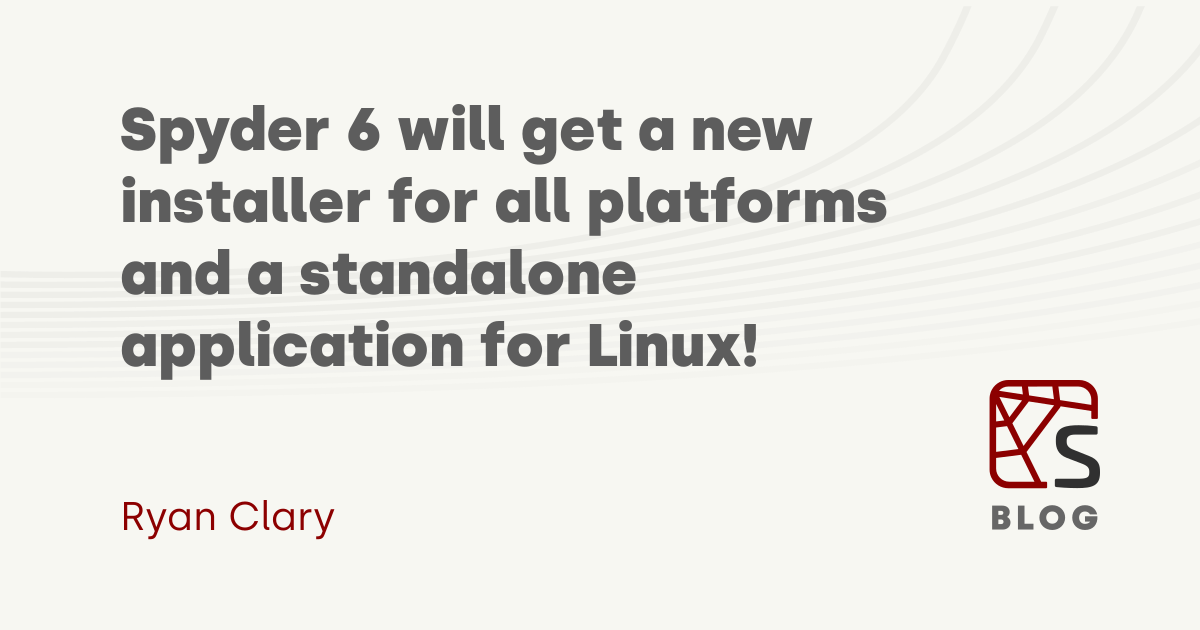 Spyder 6 will get a new
installer for all platforms
and a standalone
application for Linux!
Ryan Clary
S
BLOG